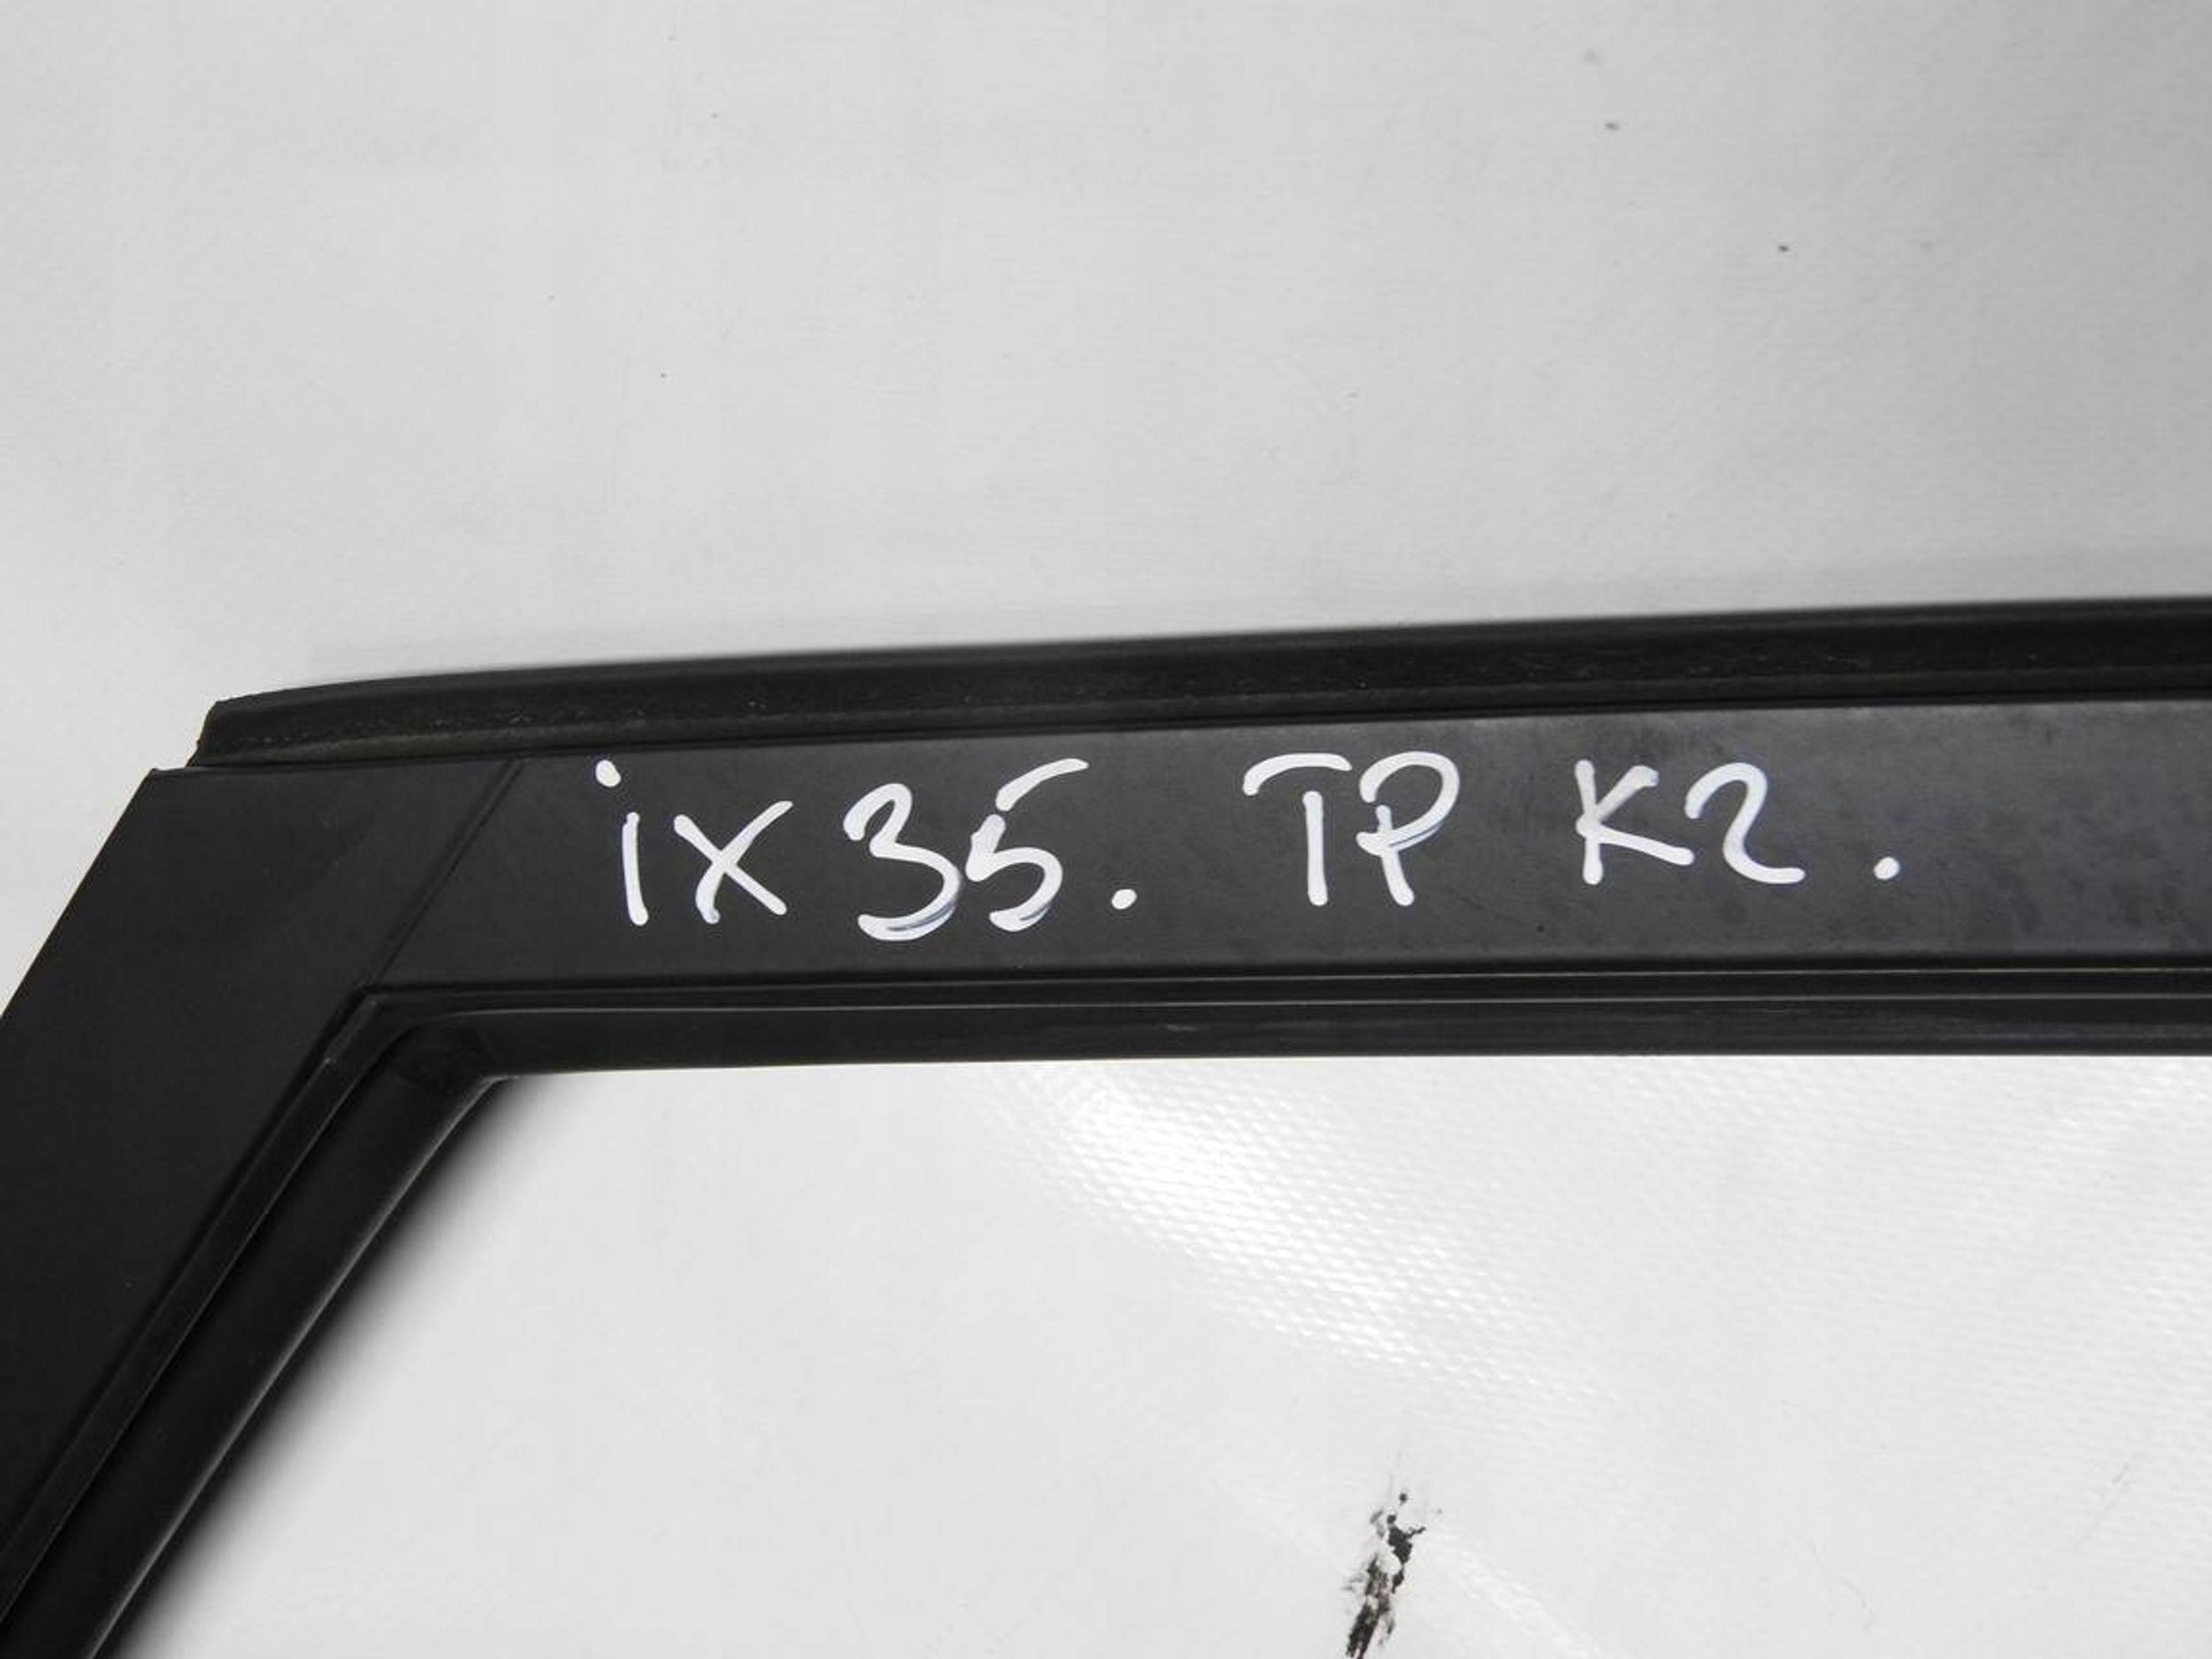 iX35. TP K2.